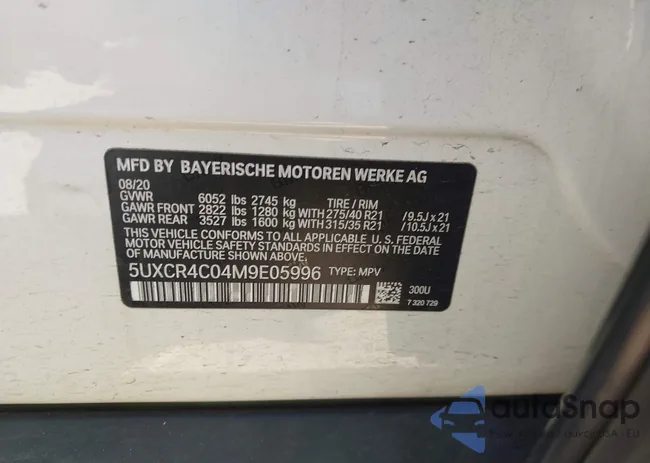 MFD BY BAYERISCHE MOTOREN WERKE AG
08/20
GVWR 6052 lbs 2745 kg TIRE / RIM
GAWR FRONT 2822 lbs 1280 kg WITH 275/40 R21 /9.5J x 21
GAWR REAR 3527 lbs 1600 kg WITH 315/35 R21 /10.5J x 21
THIS VEHICLE CONFORMS TO ALL APPLICABLE U.S. FEDERAL MOTOR
VEHICLE SAFETY STANDARDS IN EFFECT ON THE DATE OF
MANUFACTURE SHOWN ABOVE.
5UXCR4C04M9E05996 TYPE: MPV
300U
7 320 729
autoSnap